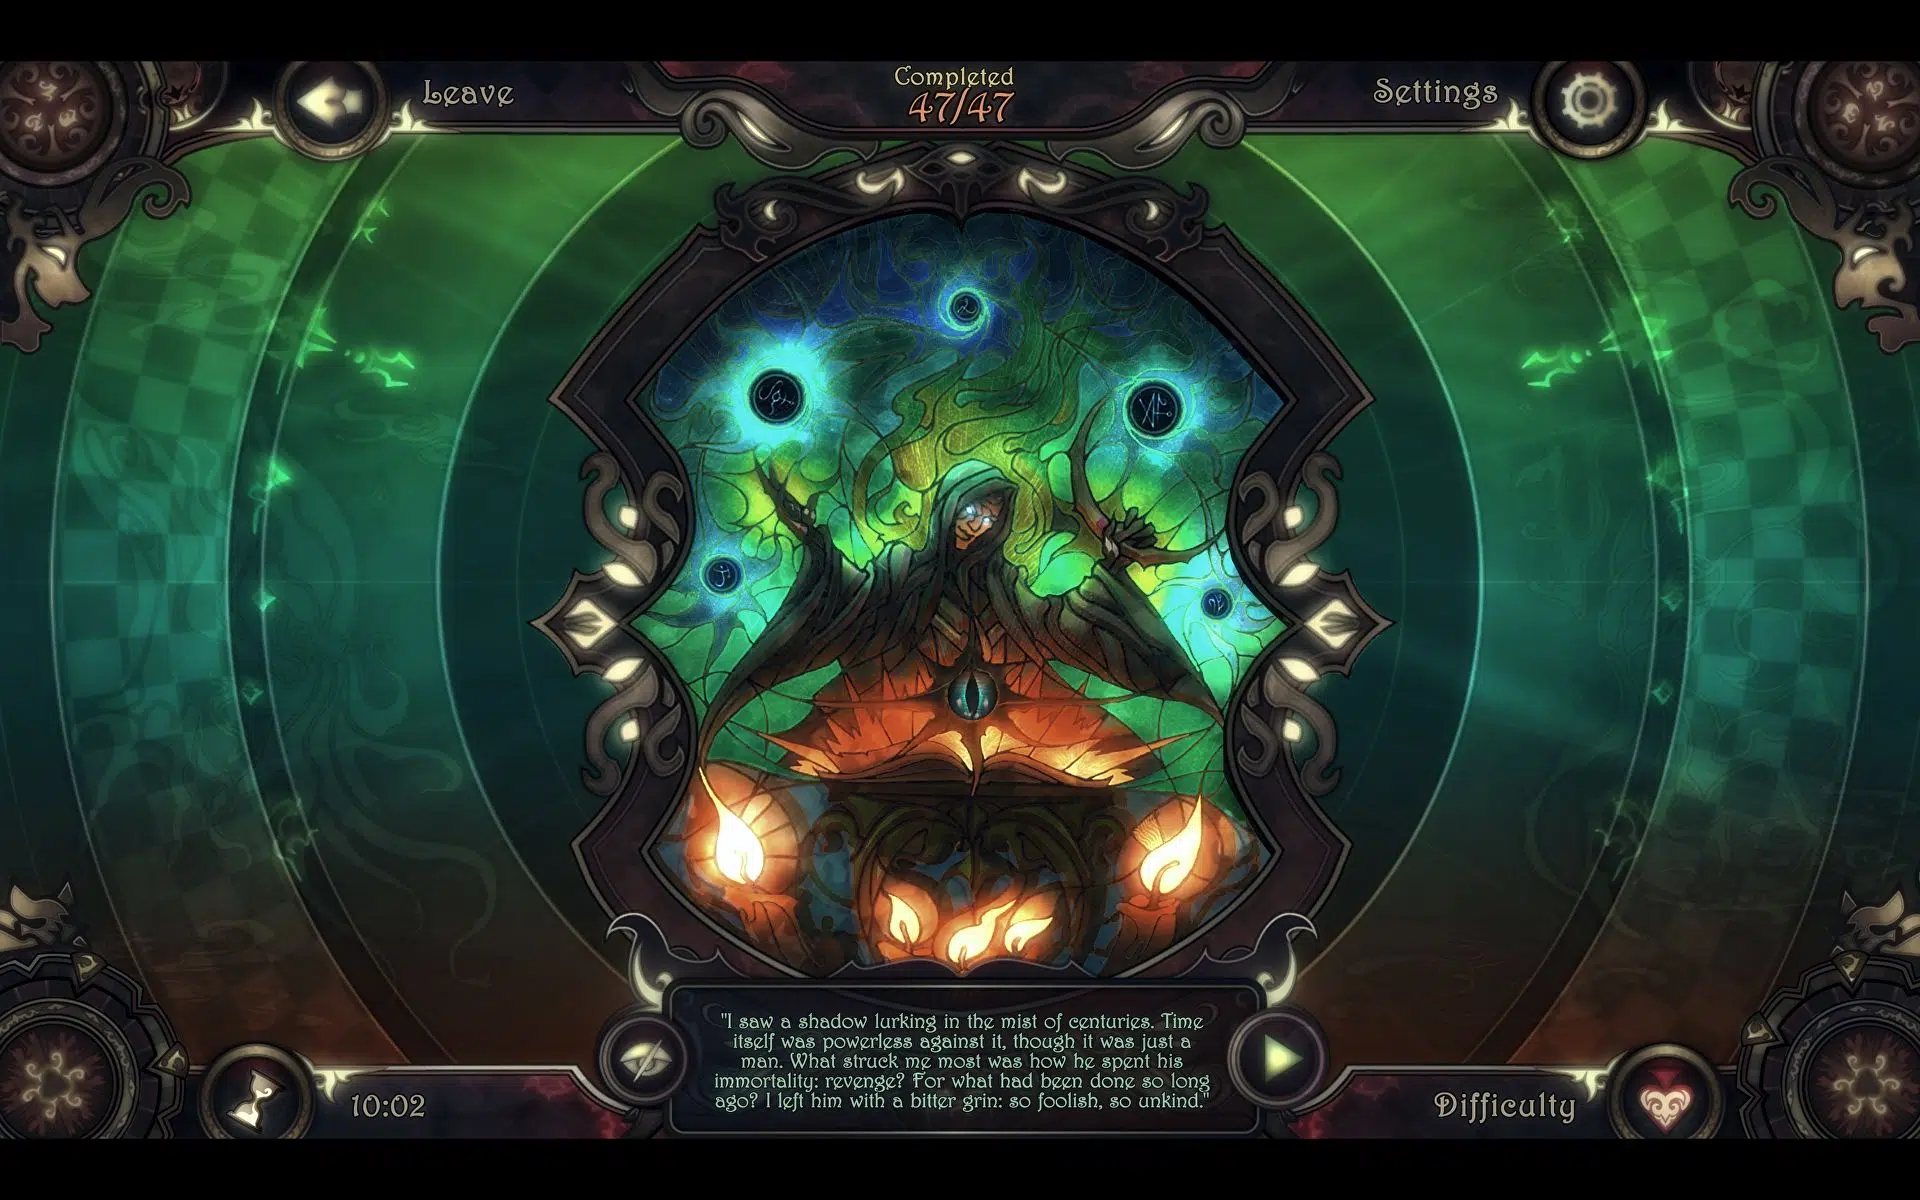 Leave
Completed
47/47
Settings
"I saw a shadow lurking in the mist of centuries. Time
itself was powerless against it, though it was just a
man. What struck me most was how he spent his
immortality: revenge? For what had been done so long
ago? I left him with a bitter grin: so foolish, so unkind."
10:02
Difficulty